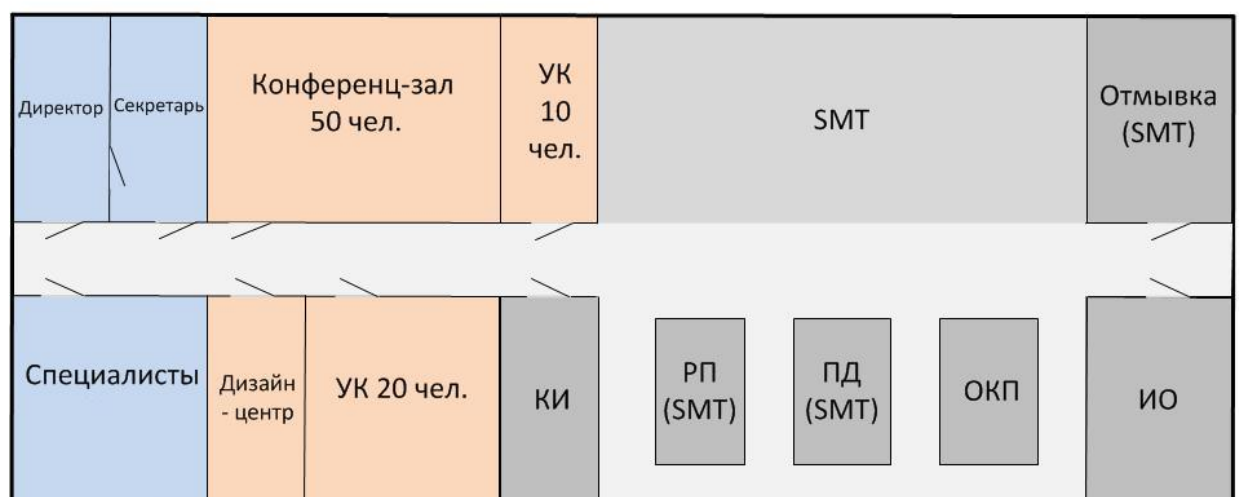 Директор
Секретарь
Конференц-зал
50 чел.
УК
10
чел.
SMT
Отмывка
(SMT)
Специалисты
Дизайн
- центр
УК 20 чел.
КИ
РП
(SMT)
ПД
(SMT)
ОКП
ИО